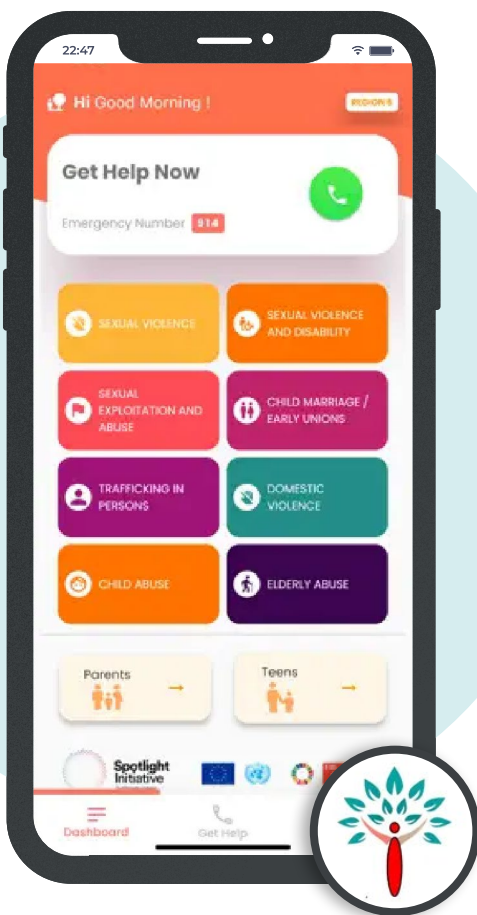 22:47
Hi Good Morning !
REGIONS
Get Help Now
Emergency Number 914
SEXUAL VIOLENCE
SEXUAL VIOLENCE
AND DISABILITY
SEXUAL
EXPLOITATION AND
ABUSE
CHILD MARRIAGE /
EARLY UNIONS
TRAFFICKING IN
PERSONS
DOMESTIC
VIOLENCE
CHILD ABUSE
ELDERLY ABUSE
Parents
Teens
Spotlight
Initiative
Dashboard
Get Help